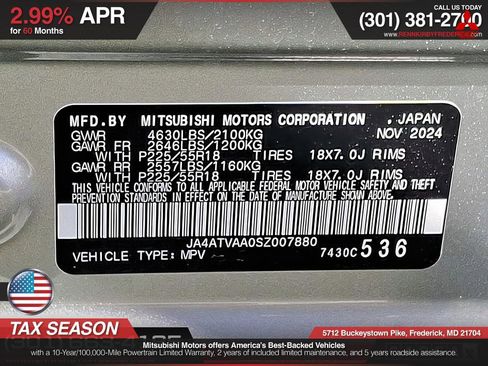 2.99% APR
for 60 Months
CALL US TODAY
WWW.RENNKIRBYFREDERICK.COM
MFD.BY MITSUBISHI MOTORS CORPORATION, JAPAN
GVWR 4630LBS/2100KG NOV 2024
GAWR FR 2646LBS/1200KG
WITH P225/55R18 TIRES 18X7.0J RIMS
GAWR RR 2557LBS/1160KG
WITH P225/55R18 TIRES 18X7.0J RIMS
THIS VEHICLE CONFORMS TO ALL APPLICABLE FEDERAL MOTOR VEHICLE SAFETY, BUMPER,
AND THEFT PREVENTION STANDARDS IN EFFECT ON THE DATE OF MANUFACTURE SHOWN ABOVE.
JA4ATVAA0SZ007880
VEHICLE TYPE: MPV 7430C 536
TAX SEASON
5712 Buckeystown Pike, Frederick, MD 21704
Mitsubishi Motors offers America's Best-Backed Vehicles
with a 10-Year/100,000-Mile Powertrain Limited Warranty, 2 years of included limited maintenance, and 5 years roadside assistance.